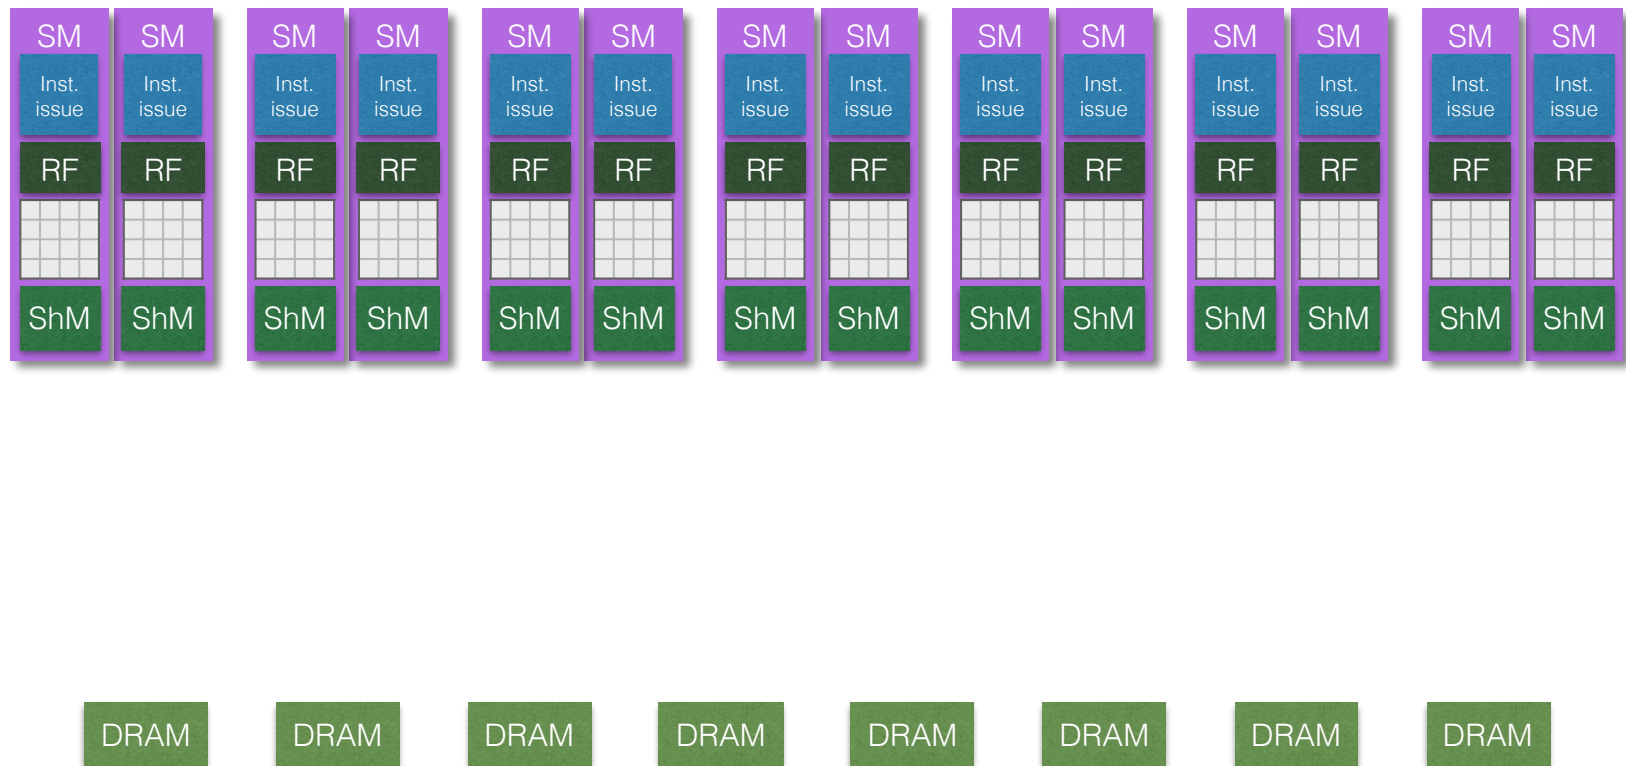 SM SM SM SM SM SM SM SM SM SM SM SM SM SM
Inst. Inst. Inst. Inst. Inst. Inst. Inst. Inst. Inst. Inst. Inst. Inst. Inst. Inst.
issue issue issue issue issue issue issue issue issue issue issue issue issue issue
RF RF RF RF RF RF RF RF RF RF RF RF RF RF
ShM ShM ShM ShM ShM ShM ShM ShM ShM ShM ShM ShM ShM ShM
DRAM DRAM DRAM DRAM DRAM DRAM DRAM DRAM